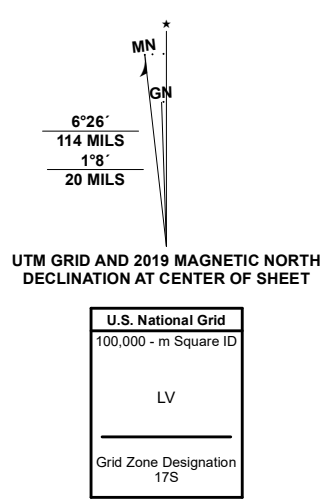 MN
GN
6°26´
114 MILS
1°8´
20 MILS
UTM GRID AND 2019 MAGNETIC NORTH
DECLINATION AT CENTER OF SHEET
U.S. National Grid
100,000 - m Square ID
LV
Grid Zone Designation
17S